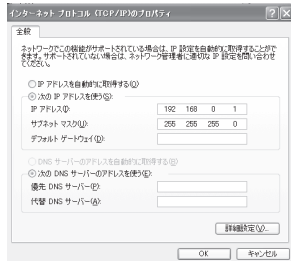 インターネット プロトコル (TCP/IP)のプロパティ
全般
ネットワークでこの機能がサポートされている場合は、IP 設定を自動的に取得することがで
きます。サポートされていない場合は、ネットワーク管理者に適切な IP 設定を問い合わせ
てください。
IP アドレスを自動的に取得する(O)
次の IP アドレスを使う(S):
IP アドレス(I): 192 168 0 1
サブネット マスク(U): 255 255 255 0
デフォルト ゲートウェイ(D):
DNS サーバーのアドレスを自動的に取得する(B)
次の DNS サーバーのアドレスを使う(E):
優先 DNS サーバー(P):
代替 DNS サーバー(A):
詳細設定(V)...
OK キャンセル